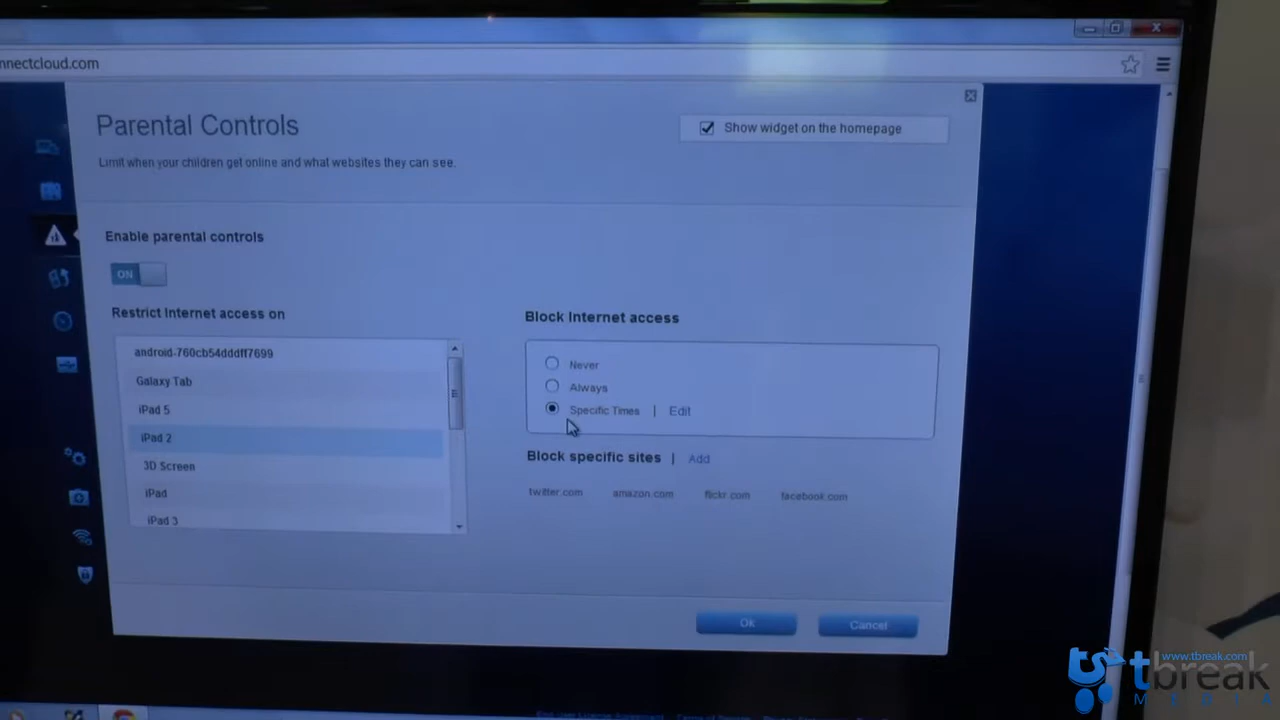 nnectcloud.com
Parental Controls
Show widget on the homepage
Limit when your children get online and what websites they can see.
Enable parental controls
ON
Restrict Internet access on
android-760cb54dddff7699
Galaxy Tab
iPad 5
iPad 2
3D Screen
iPad
iPad 3
Block Internet access
Never
Always
Specific Times | Edit
Block specific sites | Add
twitter.com amazon.com flickr.com facebook.com
Ok Cancel
www.tbreak.com
tbreak
MEDIA